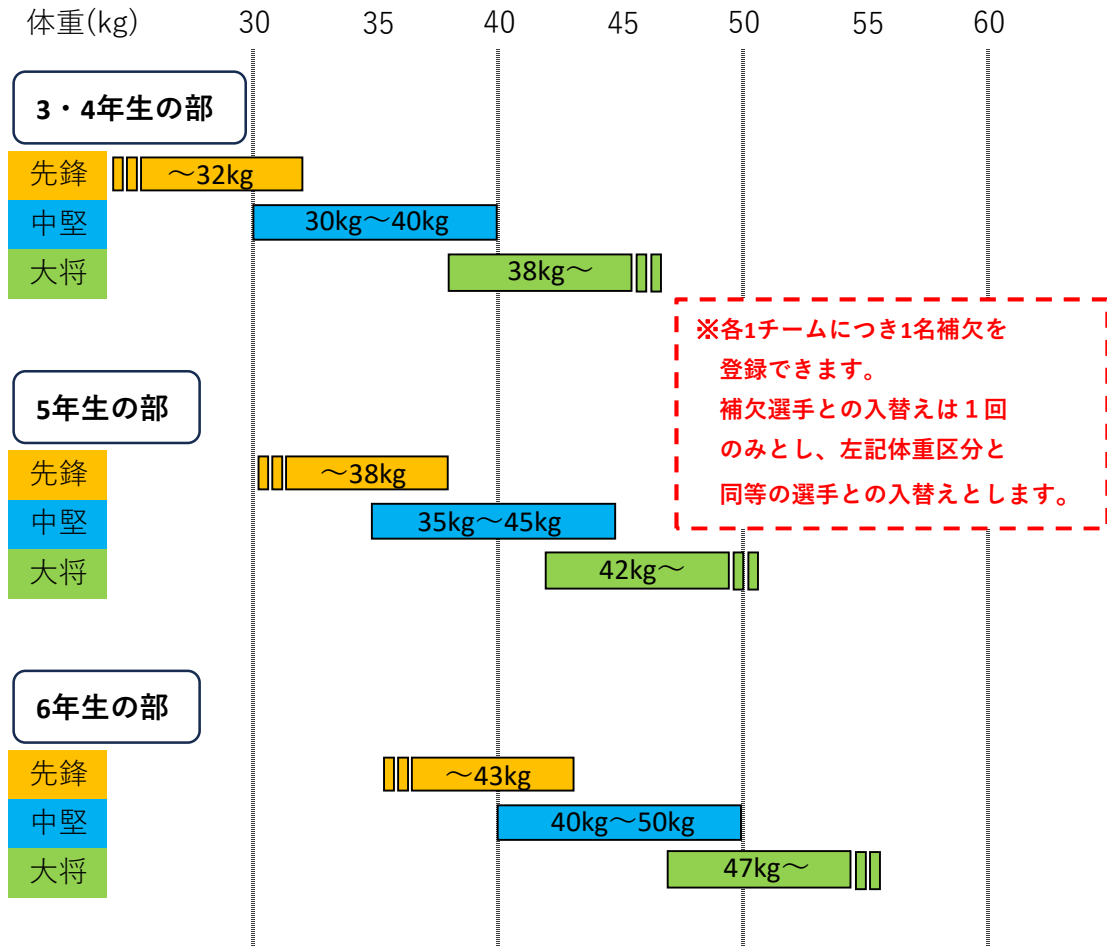 体重(kg) 30 35 40 45 50 55 60
3・4年生の部
先鋒 ～32kg
中堅 30kg～40kg
大将 38kg～
※各1チームにつき1名補欠を
登録できます。
補欠選手との入替えは１回
のみとし、左記体重区分と
同等の選手との入替えとします。
5年生の部
先鋒 ～38kg
中堅 35kg～45kg
大将 42kg～
6年生の部
先鋒 ～43kg
中堅 40kg～50kg
大将 47kg～